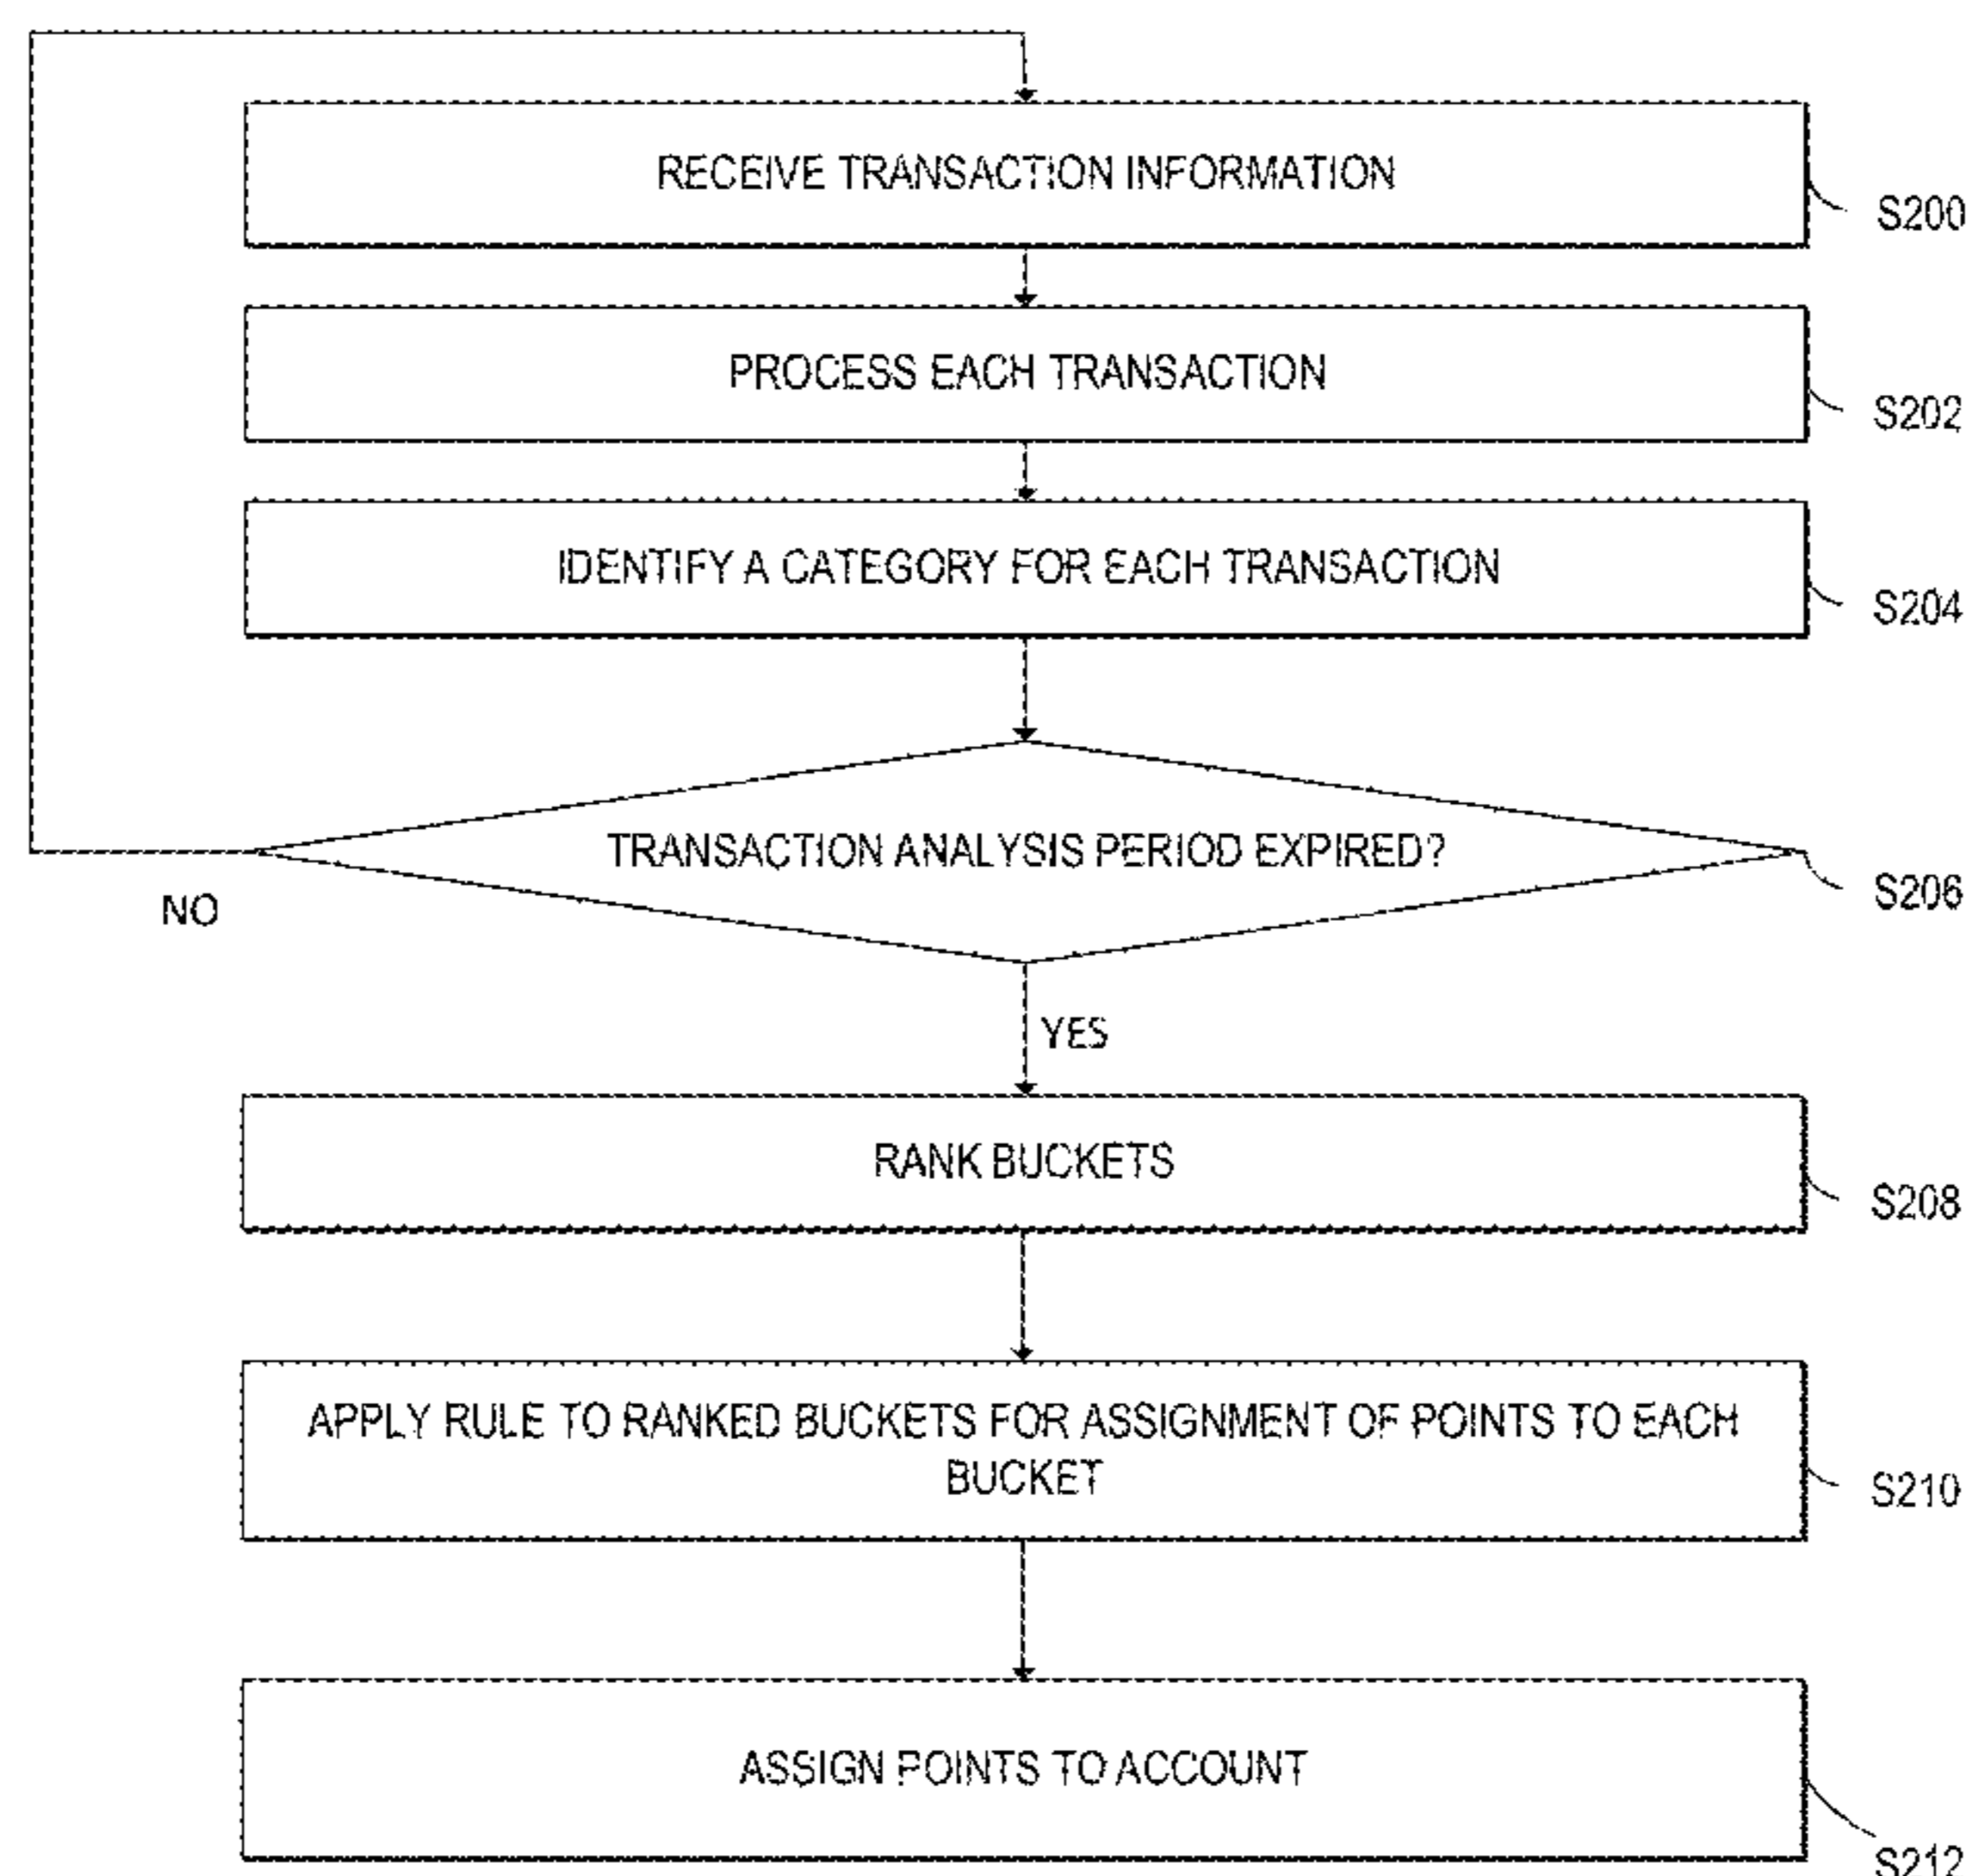 RECEIVE TRANSACTION INFORMATION
S200
PROCESS EACH TRANSACTION
S202
IDENTIFY A CATEGORY FOR EACH TRANSACTION
S204
TRANSACTION ANALYSIS PERIOD EXPIRED?
S206
NO
YES
RANK BUCKETS
S208
APPLY RULE TO RANKED BUCKETS FOR ASSIGNMENT OF POINTS TO EACH
BUCKET
S210
ASSIGN POINTS TO ACCOUNT
S212